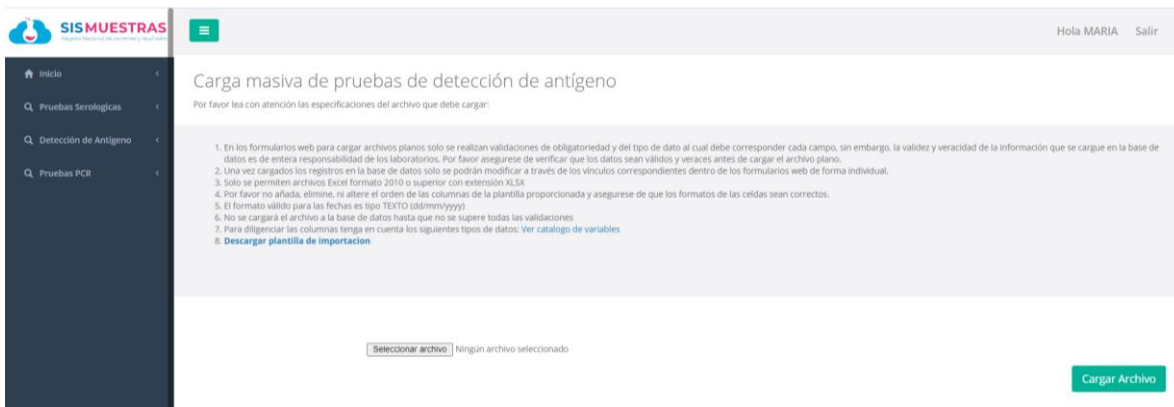 SISMUESTRAS
Hola MARIA Salir
Inicio
Pruebas Serologicas
Detección de Antigeno
Pruebas PCR
Carga masiva de pruebas de detección de antígeno
Por favor lea con atención las especificaciones del archivo que debe cargar:
1. En los formularios web para cargar archivos planos solo se realizan validaciones de obligatoriedad y del tipo de dato al cual debe corresponder cada campo, sin embargo, la validez y veracidad de la información que se cargue en la base de
datos es de entera responsabilidad de los laboratorios. Por favor asegurese de verificar que los datos sean válidos y veraces antes de cargar el archivo plano.
2. Una vez cargados los registros en la base de datos solo se podrán modificar a través de los vínculos correspondientes dentro de los formularios web de forma individual.
3. Solo se permiten archivos Excel formato 2010 o superior con extensión XLSX
4. Por favor no añada, elimine, ni altere el orden de las columnas de la plantilla proporcionada y asegurese de que los formatos de las celdas sean correctos.
5. El formato válido para las fechas es tipo TEXTO (dd/mm/yyyy)
6. No se cargará el archivo a la base de datos hasta que no se supere todas las validaciones
7. Para diligenciar las columnas tenga en cuenta los siguientes tipos de datos: Ver catalogo de variables
8. Descargar plantilla de importacion
Seleccionar archivo Ningún archivo seleccionado
Cargar Archivo